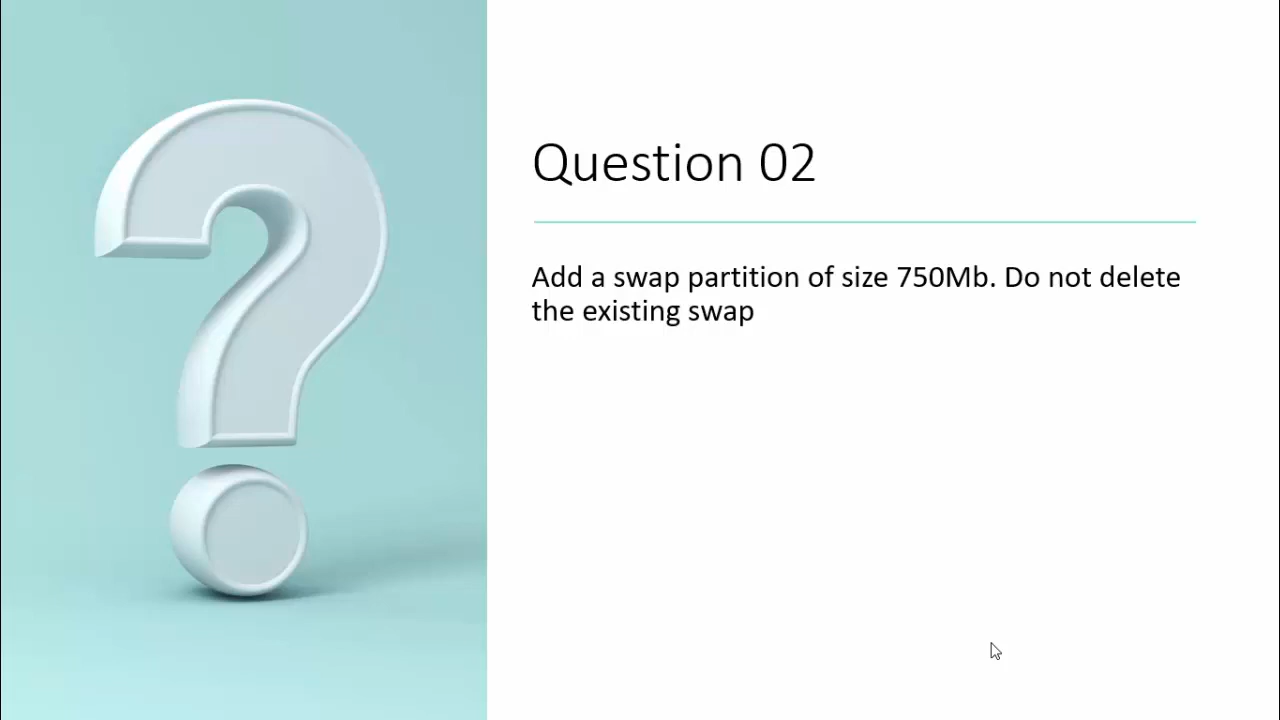 Question 02
Add a swap partition of size 750Mb. Do not delete
the existing swap